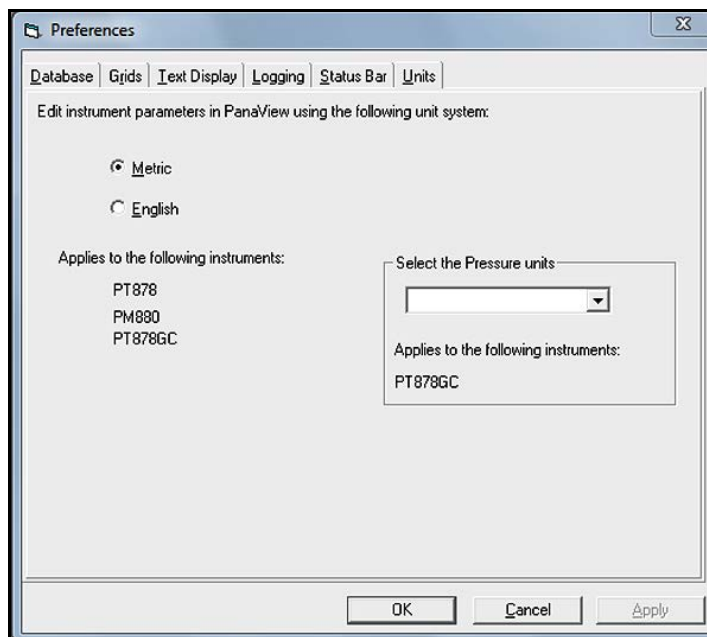 Preferences
Database Grids Text Display Logging Status Bar Units
Edit instrument parameters in PanaView using the following unit system:
Metric
English
Applies to the following instruments:
PT878
PM880
PT878GC
Select the Pressure units
Applies to the following instruments:
PT878GC
OK Cancel Apply